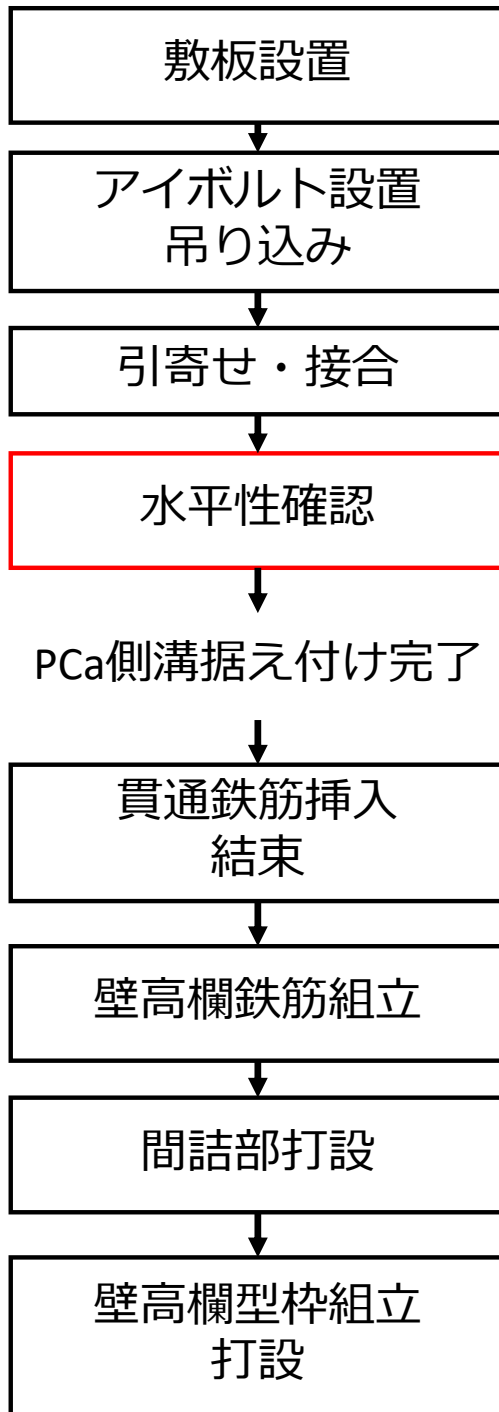 敷板設置
アイボルト設置
吊り込み
引寄せ・接合
水平性確認
PCa側溝据え付け完了
貫通鉄筋挿入
結束
壁高欄鉄筋組立
間詰部打設
壁高欄型枠組立
打設